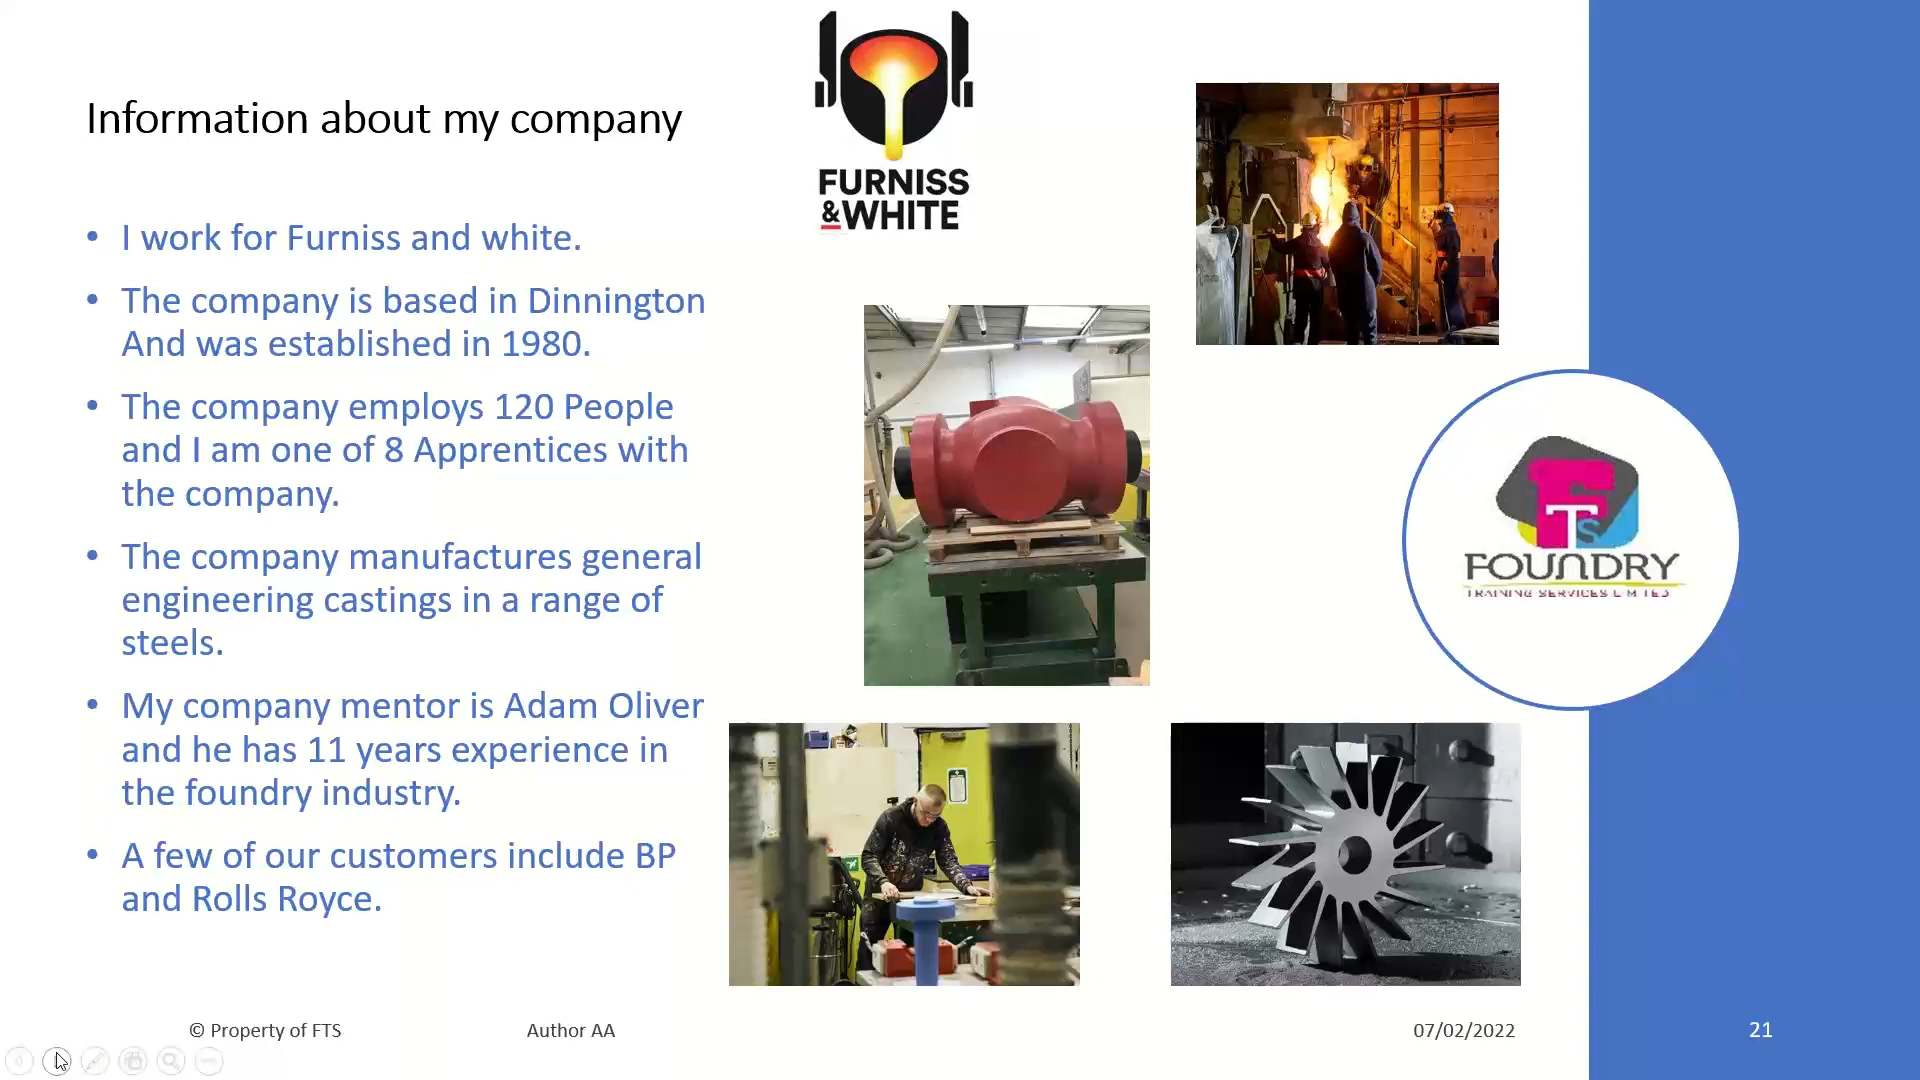 Information about my company
FURNISS
&WHITE
• I work for Furniss and white.
• The company is based in Dinnington
And was established in 1980.
• The company employs 120 People
and I am one of 8 Apprentices with
the company.
• The company manufactures general
engineering castings in a range of
steels.
• My company mentor is Adam Oliver
and he has 11 years experience in
the foundry industry.
• A few of our customers include BP
and Rolls Royce.
FTS
FOUNDRY
TRAINING SERVICES LIMITED
© Property of FTS
Author AA
07/02/2022
21